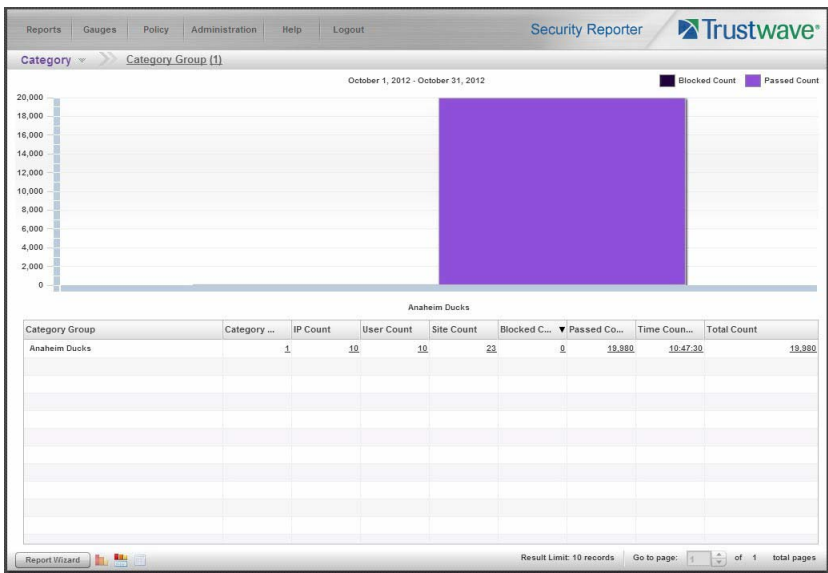 Reports Gauges Policy Administration Help Logout Security Reporter Trustwave®
Category Category Group (1)
October 1, 2012 - October 31, 2012 Blocked Count Passed Count
20,000
18,000
16,000
14,000
12,000
10,000
8,000
6,000
4,000
2,000
0
Anaheim Ducks
Category Group Category ... IP Count User Count Site Count Blocked C... Passed Co... Time Coun... Total Count
Anaheim Ducks 1 10 10 23 0 19,980 10:47:30 19,980
Report Wizard Result Limit: 10 records Go to page: 1 of 1 total pages